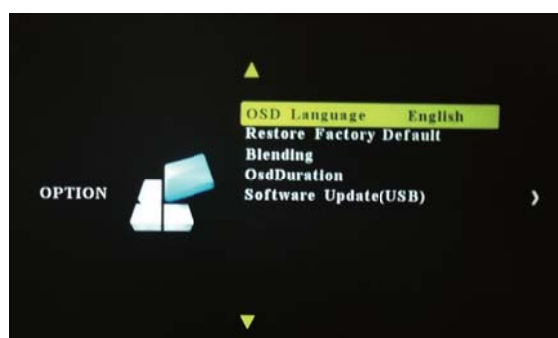 OSD Language English
Restore Factory Default
Blending
OsdDuration
OPTION
Software Update(USB)